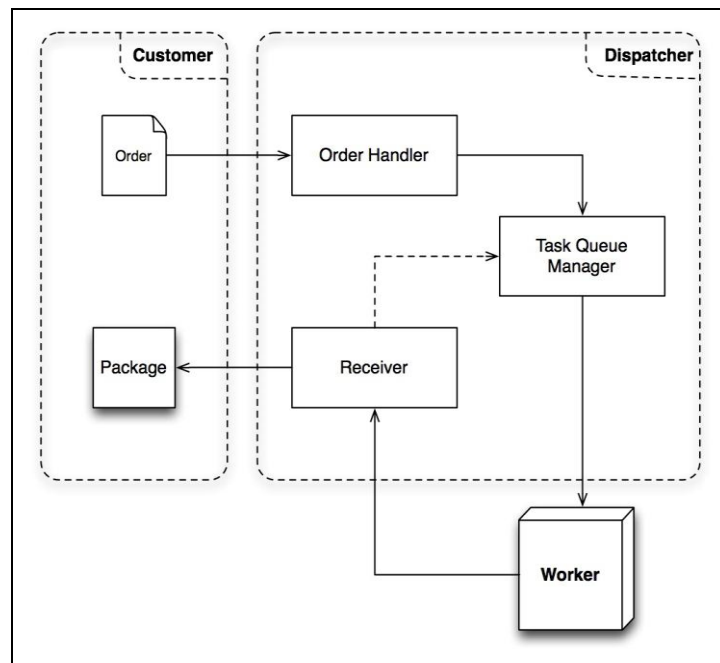 Customer
Dispatcher
Order
Order Handler
Task Queue
Manager
Package
Receiver
Worker